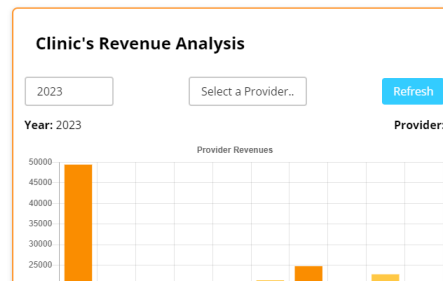 Clinic's Revenue Analysis
2023 Select a Provider.. Refresh
Year: 2023 Provider:
Provider Revenues
50000
45000
40000
35000
30000
25000